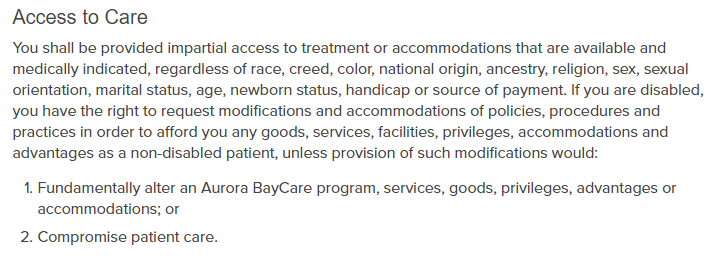 Access to Care
You shall be provided impartial access to treatment or accommodations that are available and
medically indicated, regardless of race, creed, color, national origin, ancestry, religion, sex, sexual
orientation, marital status, age, newborn status, handicap or source of payment. If you are disabled,
you have the right to request modifications and accommodations of policies, procedures and
practices in order to afford you any goods, services, facilities, privileges, accommodations and
advantages as a non-disabled patient, unless provision of such modifications would:
1. Fundamentally alter an Aurora BayCare program, services, goods, privileges, advantages or
accommodations; or
2. Compromise patient care.